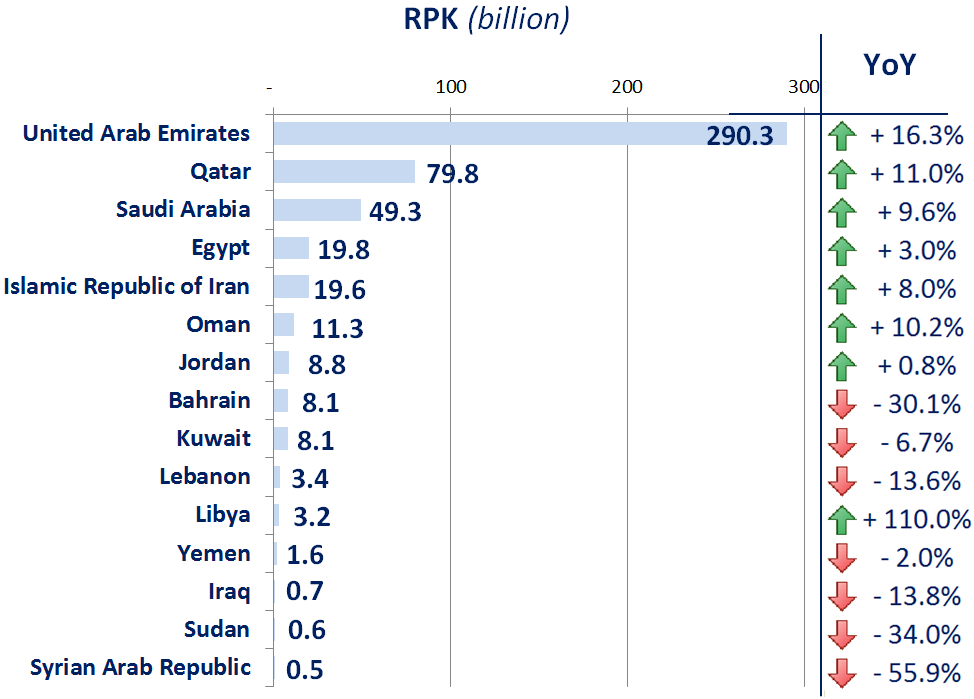 RPK (billion)
YoY
- 100 200 300
United Arab Emirates 290.3 + 16.3%
Qatar 79.8 + 11.0%
Saudi Arabia 49.3 + 9.6%
Egypt 19.8 + 3.0%
Islamic Republic of Iran 19.6 + 8.0%
Oman 11.3 + 10.2%
Jordan 8.8 + 0.8%
Bahrain 8.1 - 30.1%
Kuwait 8.1 - 6.7%
Lebanon 3.4 - 13.6%
Libya 3.2 + 110.0%
Yemen 1.6 - 2.0%
Iraq 0.7 - 13.8%
Sudan 0.6 - 34.0%
Syrian Arab Republic 0.5 - 55.9%